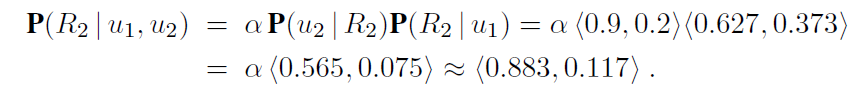 P(R₂ | u₁, u₂) = α P(u₂ | R₂)P(R₂ | u₁) = α ⟨0.9, 0.2⟩⟨0.627, 0.373⟩
= α ⟨0.565, 0.075⟩ ≈ ⟨0.883, 0.117⟩ .